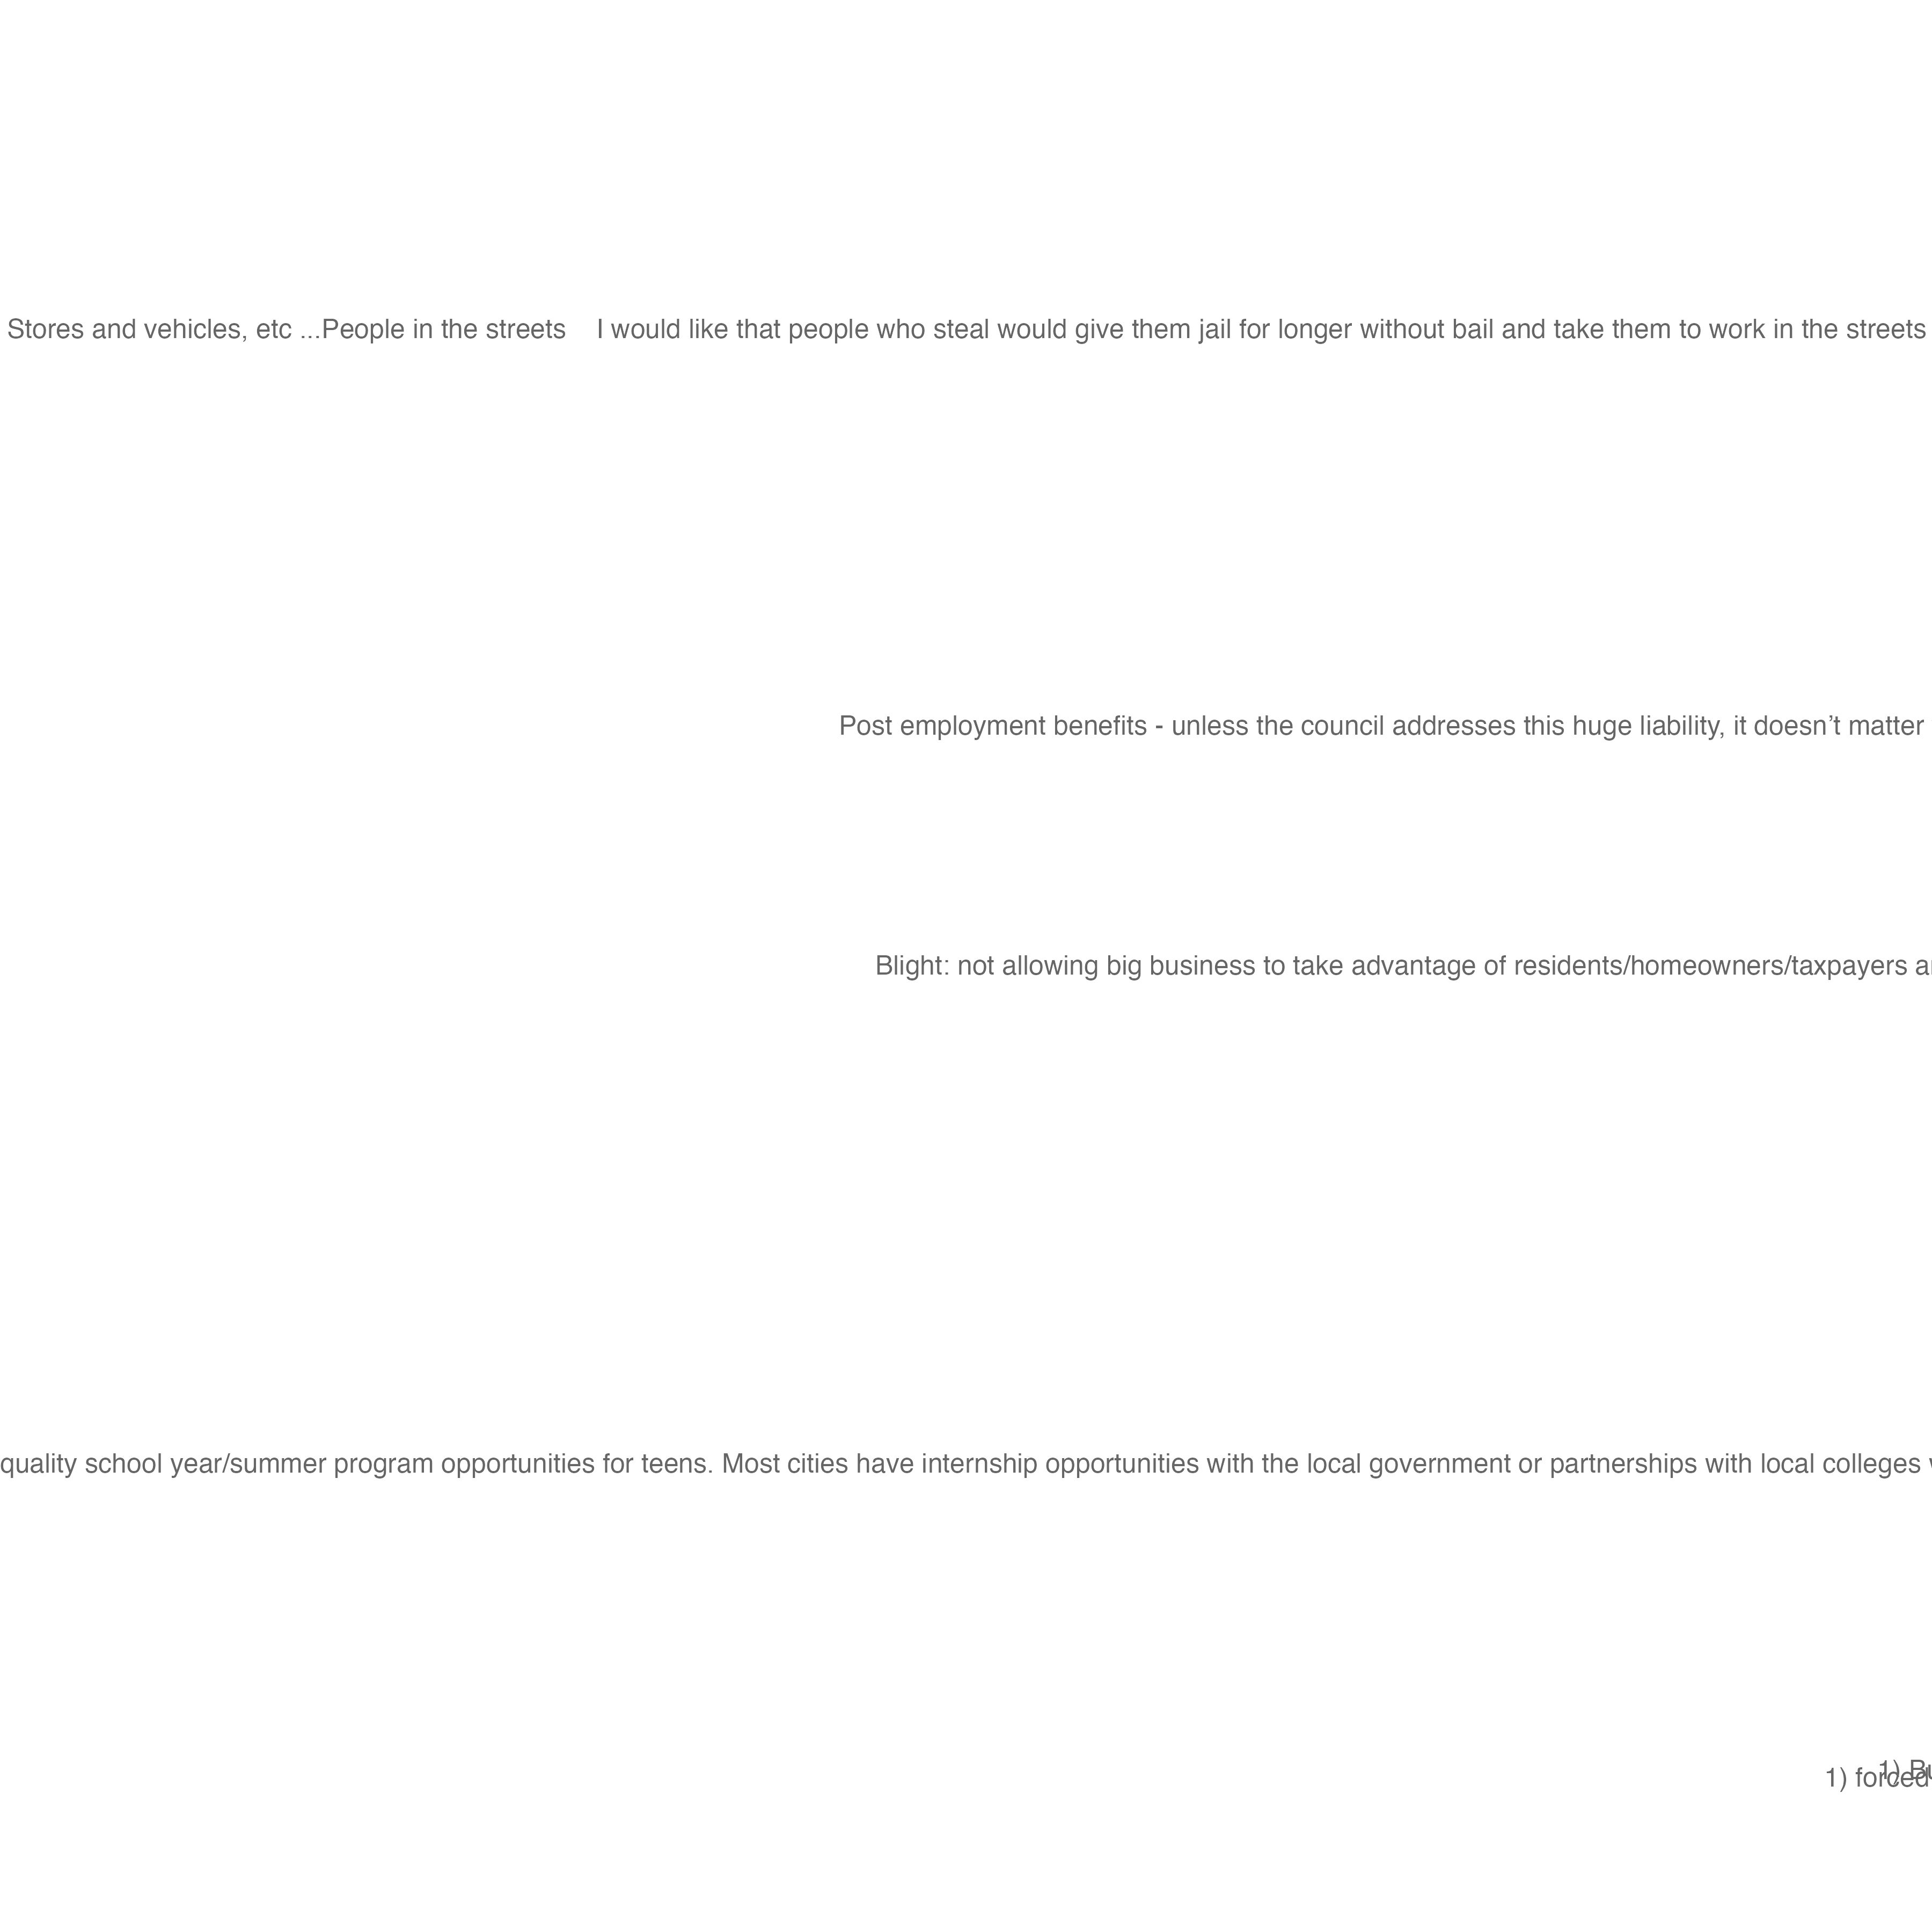 Stores and vehicles, etc ...People in the streets    I would like that people who steal would give them jail for longer without bail and take them to work in the streets
Post employment benefits - unless the council addresses this huge liability, it doesn’t matter
Blight: not allowing big business to take advantage of residents/homeowners/taxpayers
quality school year/summer program opportunities for teens. Most cities have internship opportunities with the local government or partnerships with local colleges
1)
1) forced